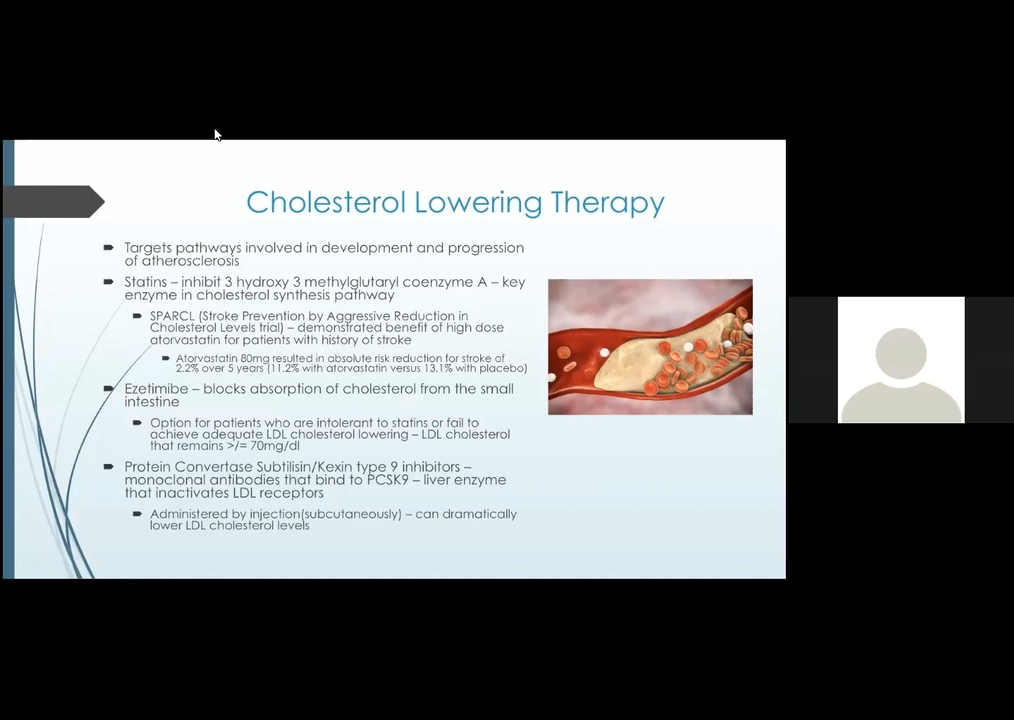 Cholesterol Lowering Therapy
Targets pathways involved in development and progression
of atherosclerosis
Statins – inhibit 3 hydroxy 3 methylglutaryl coenzyme A – key
enzyme in cholesterol synthesis pathway
SPARCL (Stroke Prevention by Aggressive Reduction in
Cholesterol Levels trial) – demonstrated benefit of high dose
atorvastatin for patients with history of stroke
Atorvastatin 80mg resulted in absolute risk reduction for stroke of
2.2% over 5 years (11.2% with atorvastatin versus 13.1% with placebo)
Ezetimibe – blocks absorption of cholesterol from the small
intestine
Option for patients who are intolerant to statins or fail to
achieve adequate LDL cholesterol lowering – LDL cholesterol
that remains >/= 70mg/dl
Protein Convertase Subtilisin/Kexin type 9 inhibitors –
monoclonal antibodies that bind to PCSK9 – liver enzyme
that inactivates LDL receptors
Administered by injection(subcutaneously) – can dramatically
lower LDL cholesterol levels